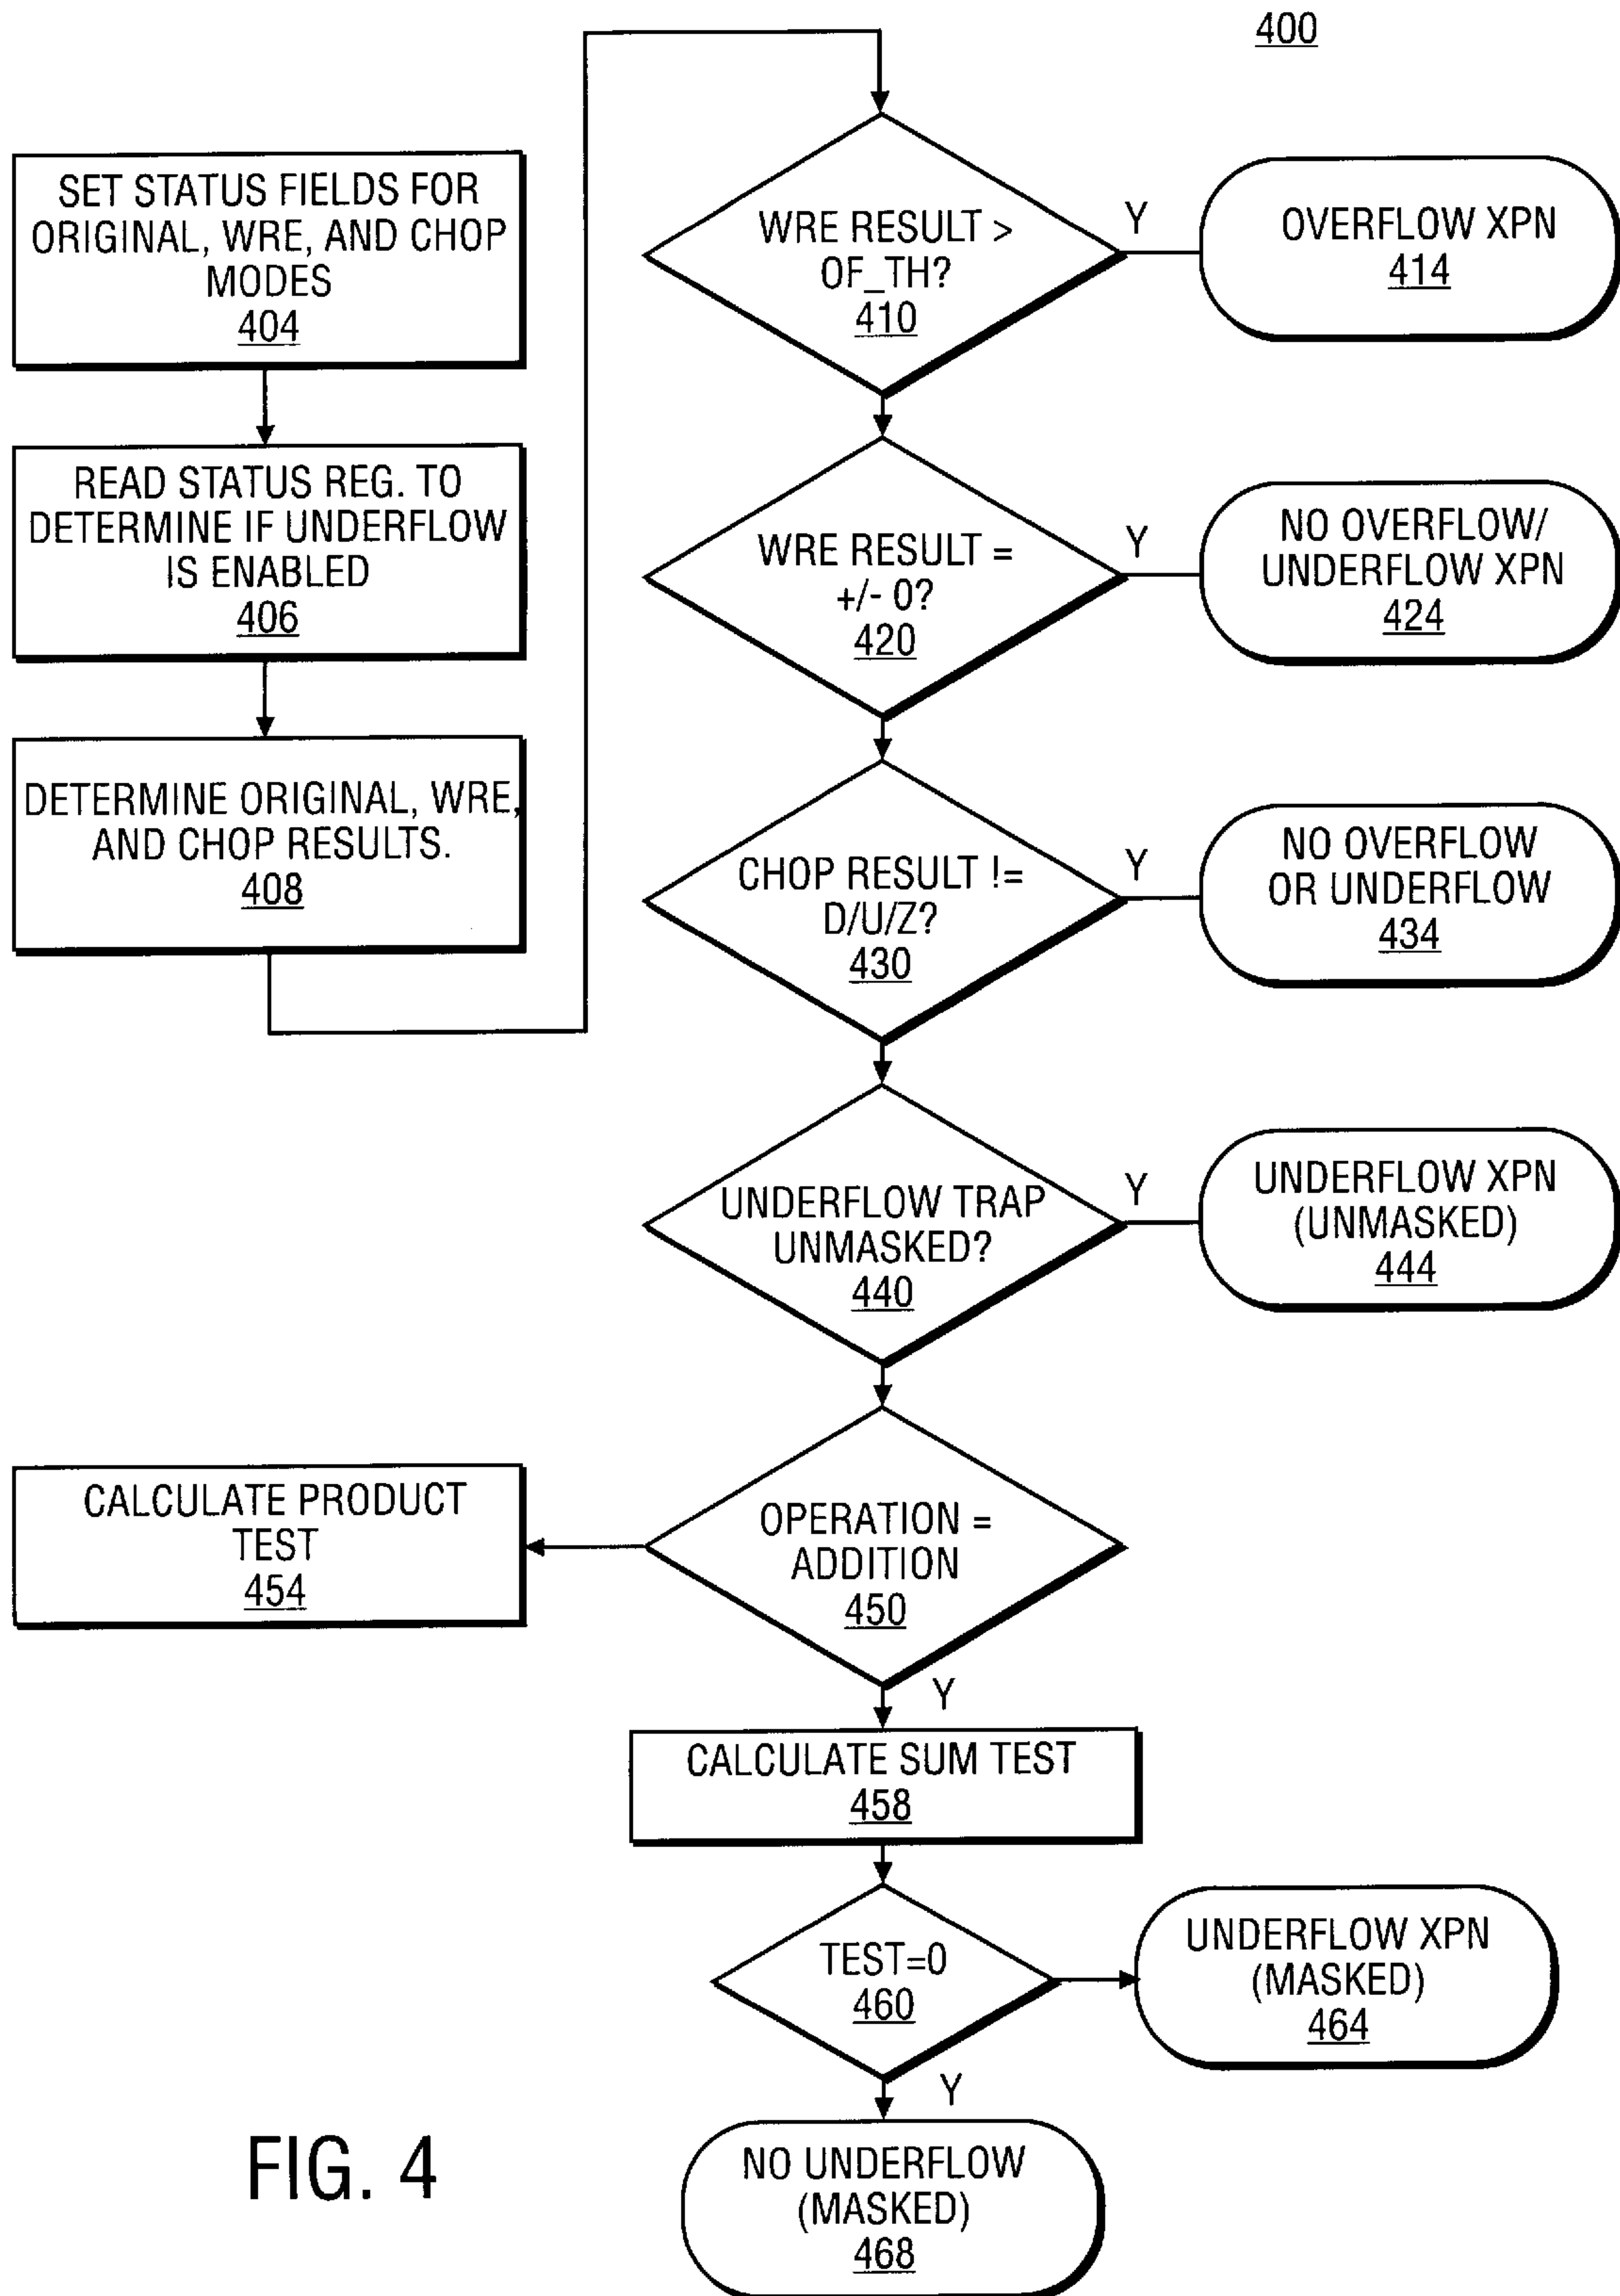 400
SET STATUS FIELDS FOR
ORIGINAL, WRE, AND CHOP
MODES
404
READ STATUS REG. TO
DETERMINE IF UNDERFLOW
IS ENABLED
406
DETERMINE ORIGINAL, WRE,
AND CHOP RESULTS.
408
WRE RESULT >
OF_TH?
410
Y
OVERFLOW XPN
414
WRE RESULT =
+/- 0?
420
Y
NO OVERFLOW/
UNDERFLOW XPN
424
CHOP RESULT !=
D/U/Z?
430
Y
NO OVERFLOW
OR UNDERFLOW
434
UNDERFLOW TRAP
UNMASKED?
440
Y
UNDERFLOW XPN
(UNMASKED)
444
OPERATION =
ADDITION
450
CALCULATE PRODUCT
TEST
454
Y
CALCULATE SUM TEST
458
TEST=0
460
UNDERFLOW XPN
(MASKED)
464
Y
NO UNDERFLOW
(MASKED)
468
FIG. 4